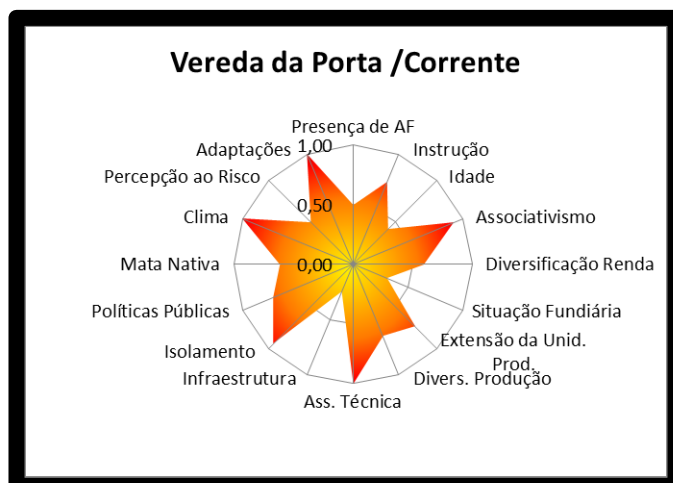 Vereda da Porta /Corrente
Presença de AF
1,00
Adaptações
Instrução
Percepção ao Risco
Idade
0,50
Clima
Associativismo
Mata Nativa
0,00
Diversificação Renda
Políticas Públicas
Situação Fundiária
Isolamento
Extensão da Unid.
Prod.
Infraestrutura
Divers. Produção
Ass. Técnica